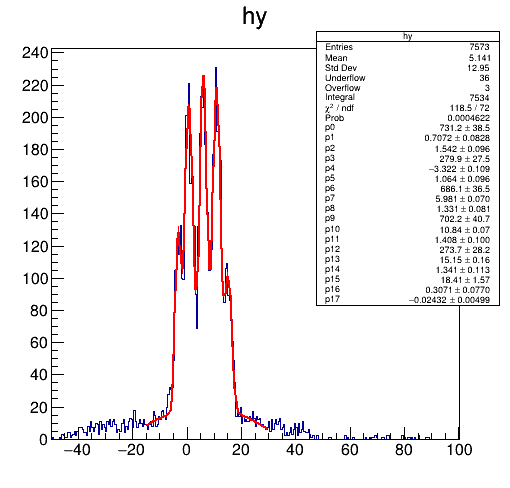 hy
hy
Entries 7573
Mean 5.141
Std Dev 12.95
Underflow 36
Overflow 3
Integral 7534
χ² / ndf 118.5 / 72
Prob 0.0004622
p0 731.2 ± 38.5
p1 0.7072 ± 0.0828
p2 1.542 ± 0.096
p3 279.9 ± 27.5
p4 −3.322 ± 0.109
p5 1.064 ± 0.096
p6 686.1 ± 36.5
p7 5.981 ± 0.070
p8 1.331 ± 0.081
p9 702.2 ± 40.7
p10 10.84 ± 0.07
p11 1.408 ± 0.100
p12 273.7 ± 28.2
p13 15.15 ± 0.16
p14 1.341 ± 0.113
p15 18.41 ± 1.57
p16 0.3071 ± 0.0770
p17 −0.02432 ± 0.00499
240
220
200
180
160
140
120
100
80
60
40
20
0
−40 −20 0 20 40 60 80 100